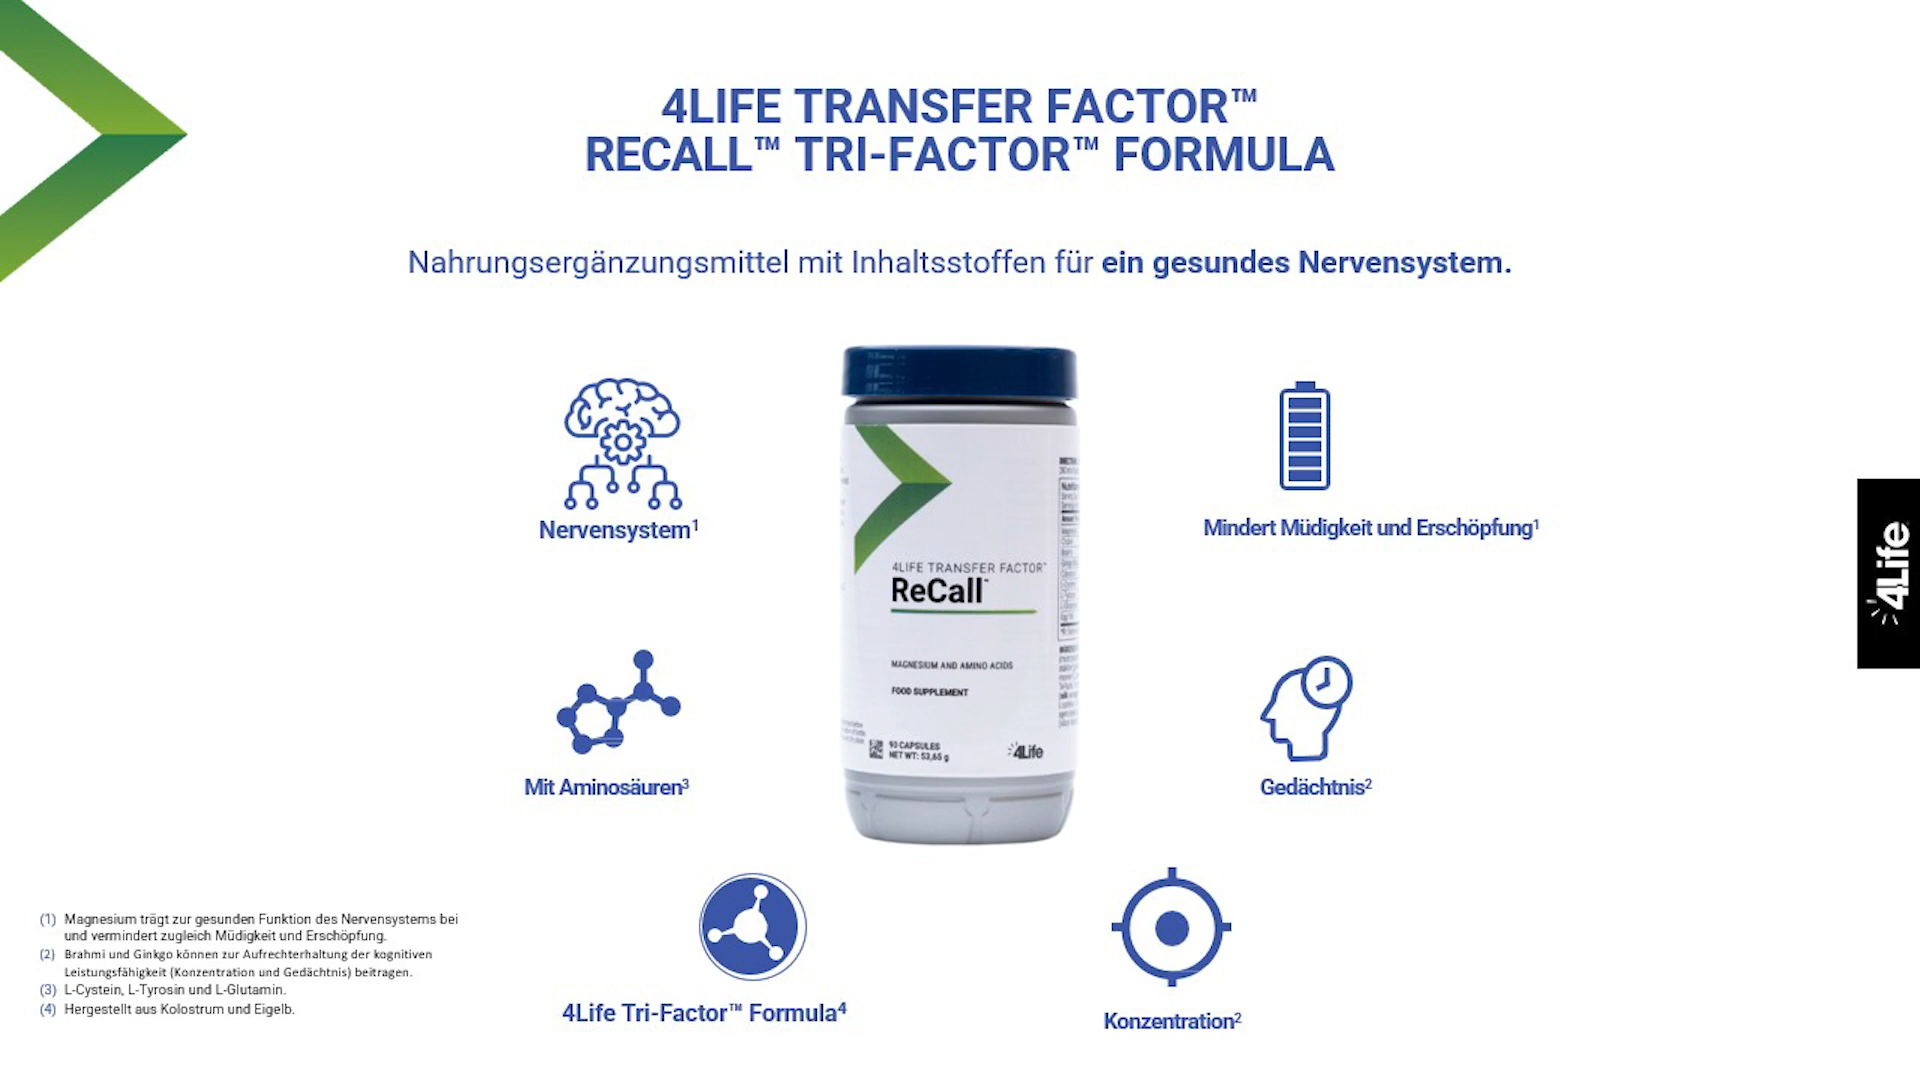 4LIFE TRANSFER FACTOR™
RECALL™ TRI-FACTOR™ FORMULA
Nahrungsergänzungsmittel mit Inhaltsstoffen für ein gesundes Nervensystem.
Nervensystem¹
Mindert Müdigkeit und Erschöpfung¹
4LIFE TRANSFER FACTOR™
ReCall™
MAGNESIUM AND AMINO ACIDS
FOOD SUPPLEMENT
90 CAPSULES
NET WT: 53,65 g
4Life
4Life
Mit Aminosäuren³
Gedächtnis²
4Life Tri-Factor™ Formula⁴
Konzentration²
(1) Magnesium trägt zur gesunden Funktion des Nervensystems bei
und vermindert zugleich Müdigkeit und Erschöpfung.
(2) Brahmi und Ginkgo können zur Aufrechterhaltung der kognitiven
Leistungsfähigkeit (Konzentration und Gedächtnis) beitragen.
(3) L-Cystein, L-Tyrosin und L-Glutamin.
(4) Hergestellt aus Kolostrum und Eigelb.